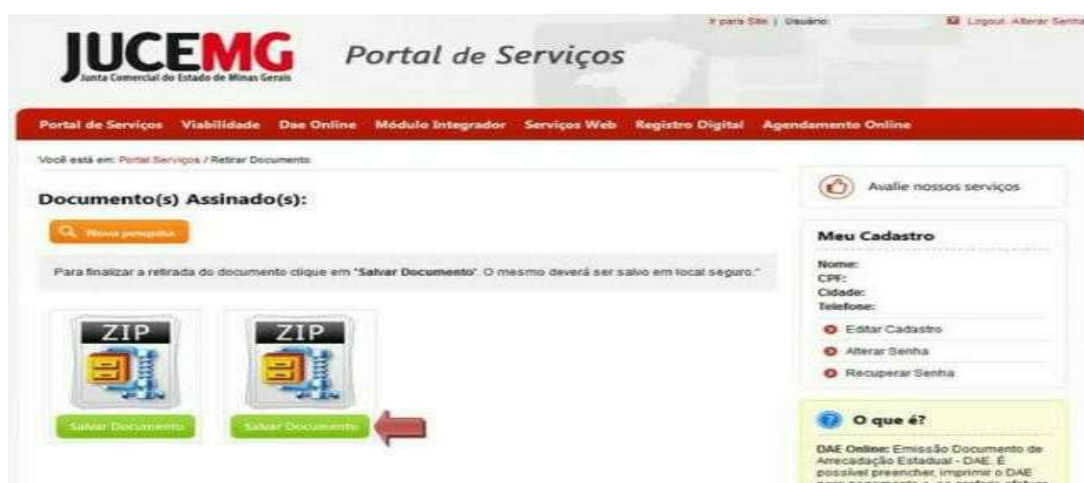 Ir para Site | Usuário: Logout Alterar Senha
JUCEMG
Junta Comercial do Estado de Minas Gerais
Portal de Serviços
Portal de Serviços Viabilidade Dae Online Módulo Integrador Serviços Web Registro Digital Agendamento Online
Você está em: Portal Serviços / Retirar Documento
Documento(s) Assinado(s):
Nova pesquisa
Para finalizar a retirada do documento clique em "Salvar Documento". O mesmo deverá ser salvo em local seguro."
ZIP ZIP
Salvar Documento Salvar Documento
Avalie nossos serviços
Meu Cadastro
Nome:
CPF:
Cidade:
Telefone:
Editar Cadastro
Alterar Senha
Recuperar Senha
O que é?
DAE Online: Emissão Documento de
Arrecadação Estadual - DAE. É
possível preencher, imprimir o DAE